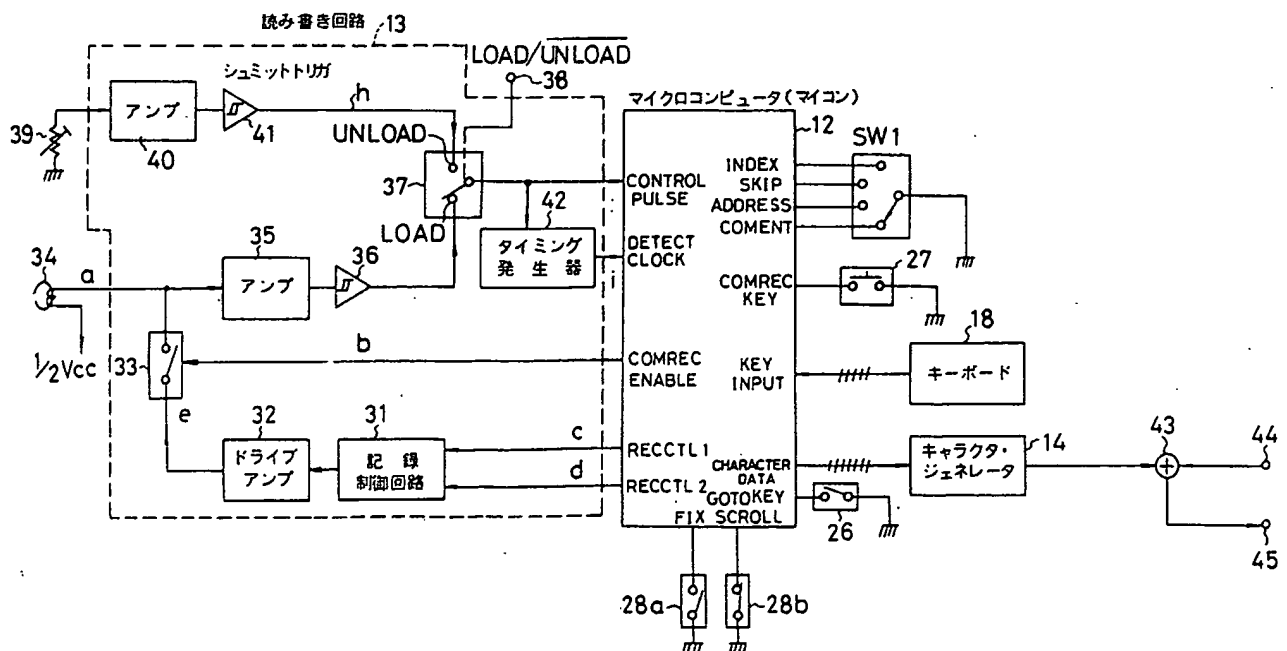 読み書き回路
13
LOAD/UNLOAD
38
シュミットトリガ
アンプ
40
41
h
39
UNLOAD
37
LOAD
42
タイミング
発生器
マイクロコンピュータ(マイコン)
12
CONTROL
PULSE
DETECT
CLOCK
i
COMREC
ENABLE
RECCTL 1
RECCTL 2
INDEX
SKIP
ADDRESS
COMENT
COMREC
KEY
KEY
INPUT
CHARACTER
DATA
GOTOKEY
FIX SCROLL
SW1
27
18
キーボード
14
キャラクタ・
ジェネレータ
26
43
44
45
28a
28b
34
a
1/2Vcc
35
アンプ
36
33
b
e
32
ドライブ
アンプ
31
記録
制御回路
c
d